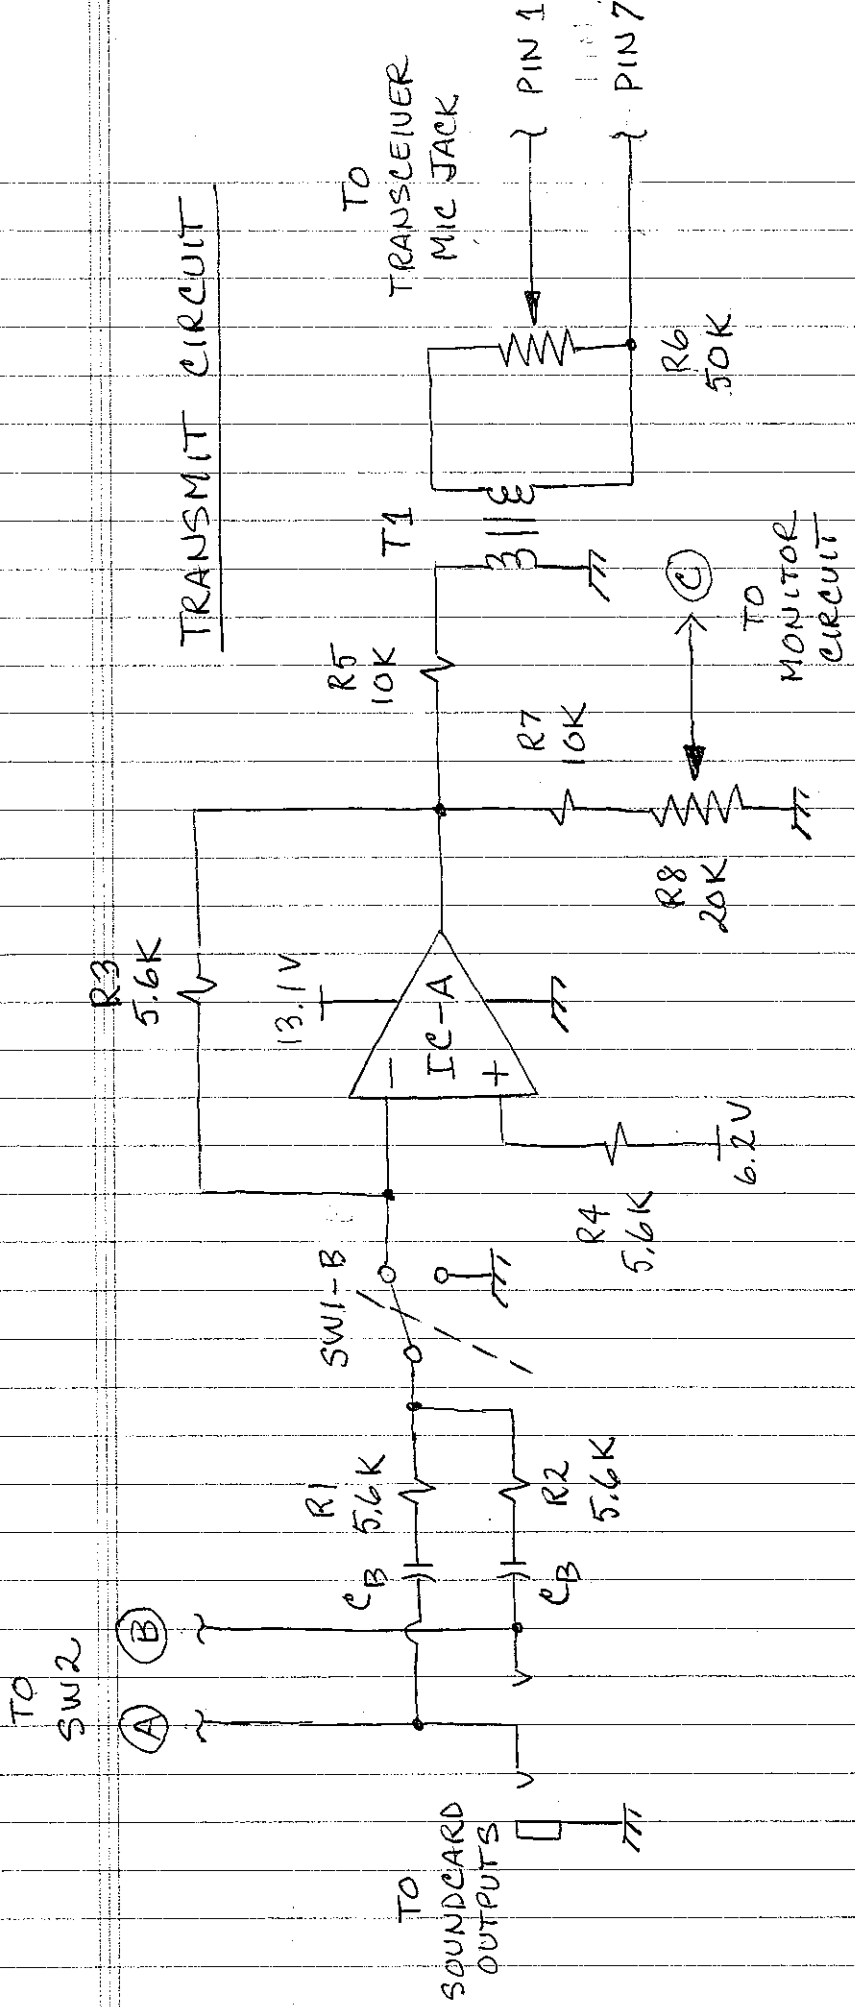 TRANSMIT CIRCUIT
TO
SW2
A
B
TO
SOUNDCARD
OUTPUTS
CB
R1
5.6K
CB
R2
5.6K
SW1-B
R3
5.6K
13.1V
-
IC-A
+
R4
5.6K
6.2V
R5
10K
R7
10K
R8
20K
C
TO
MONITOR
CIRCUIT
T1
R6
50K
TO
TRANSCEIVER
MIC JACK
PIN 1
PIN 7